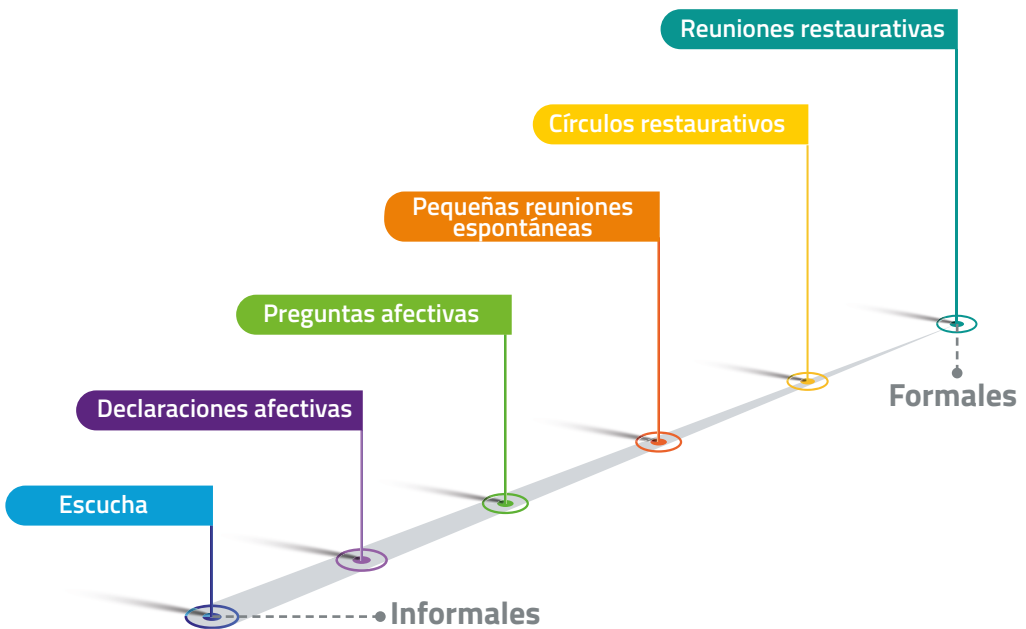 Reuniones restaurativas
Círculos restaurativos
Pequeñas reuniones
espontáneas
Preguntas afectivas
Formales
Declaraciones afectivas
Escucha
Informales